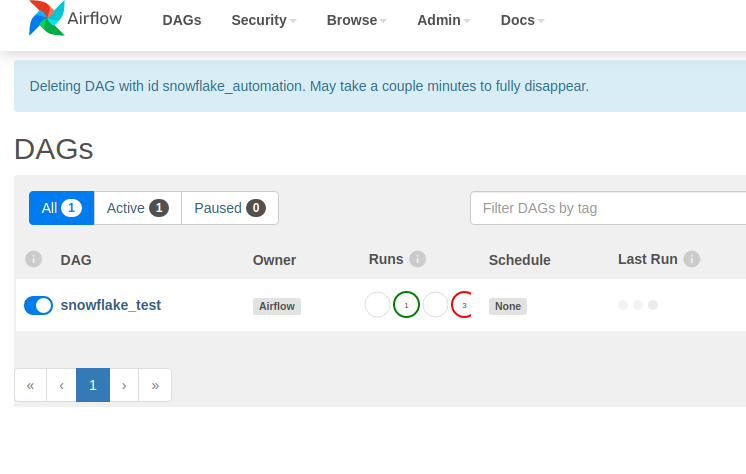 Airflow DAGs Security Browse Admin Docs
Deleting DAG with id snowflake_automation. May take a couple minutes to fully disappear.
DAGs
All 1 Active 1 Paused 0 Filter DAGs by tag
i DAG Owner Runs i Schedule Last Run i
snowflake_test Airflow 1 3 None
« ‹ 1 › »